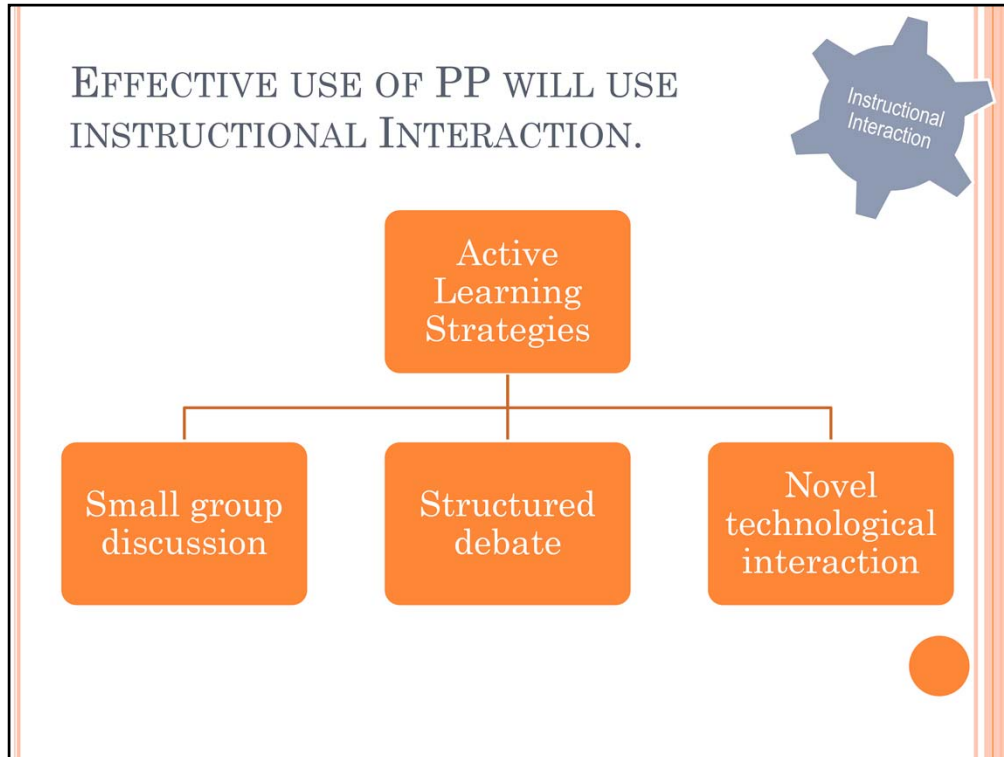 EFFECTIVE USE OF PP WILL USE
INSTRUCTIONAL INTERACTION.
Instructional
Interaction
Active
Learning
Strategies
Small group
discussion
Structured
debate
Novel
technological
interaction